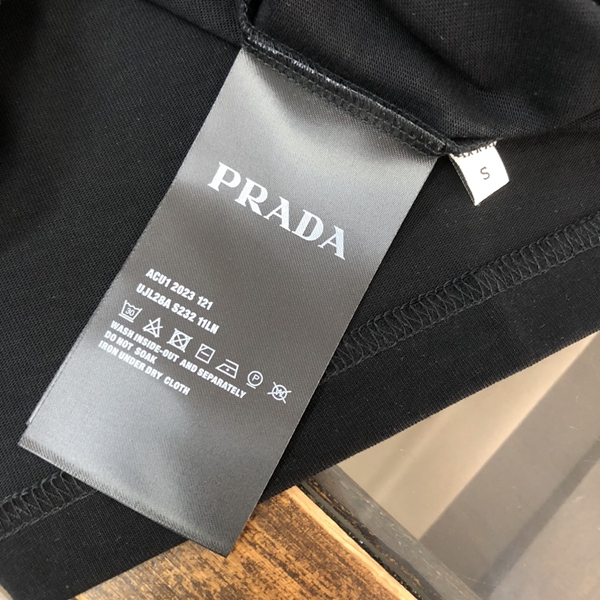 PRADA
ACU1 2023 121
UJL28A S232 11LN
30
P
WASH INSIDE-OUT AND SEPARATELY
DO NOT SOAK
IRON UNDER DRY CLOTH
S